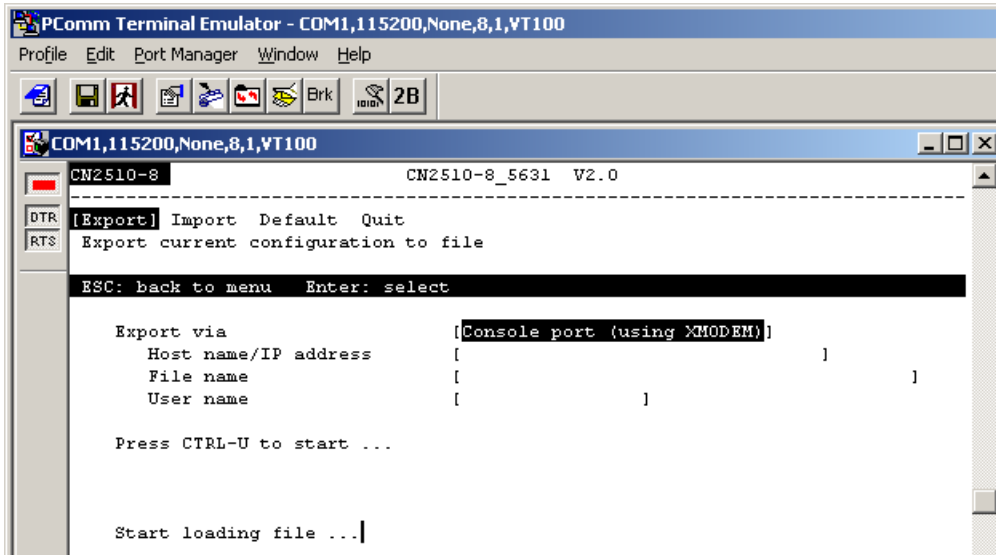 PComm Terminal Emulator - COM1,115200,None,8,1,VT100
Profile Edit Port Manager Window Help
Brk 2B
COM1,115200,None,8,1,VT100
CN2510-8 CN2510-8_5631 V2.0
--------------------------------------------------------------------------------
DTR [Export] Import Default Quit
RTS Export current configuration to file
ESC: back to menu Enter: select
Export via [Console port (using XMODEM)]
Host name/IP address [ ]
File name [ ]
User name [ ]
Press CTRL-U to start ...
Start loading file ...